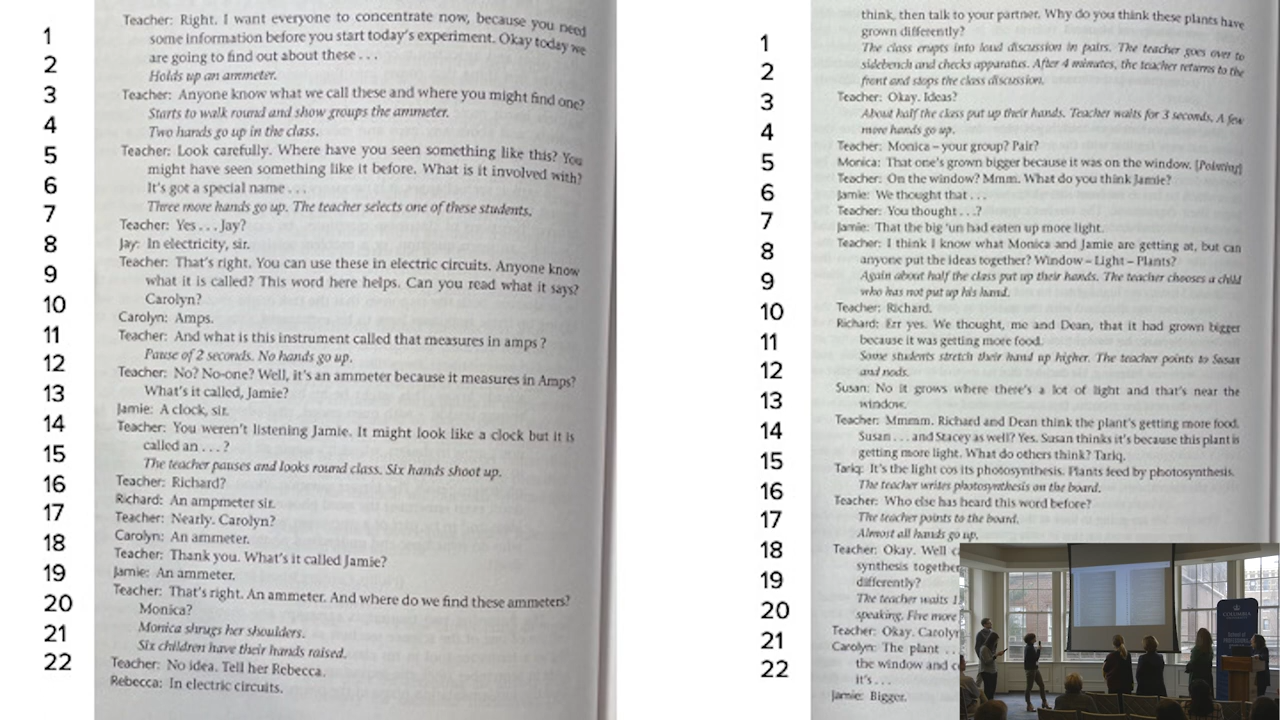 1
2
3
4
5
6
7
8
9
10
11
12
13
14
15
16
17
18
19
20
21
22
Teacher: Right. I want everyone to concentrate now, because you need
some information before you start today's experiment. Okay today we
are going to find out about these . . .
Holds up an ammeter.
Teacher: Anyone know what we call these and where you might find one?
Starts to walk round and show groups the ammeter.
Two hands go up in the class.
Teacher: Look carefully. Where have you seen something like this? You
might have seen something like it before. What is it involved with?
It's got a special name . . .
Three more hands go up. The teacher selects one of these students.
Teacher: Yes . . . Jay?
Jay: In electricity, sir.
Teacher: That's right. You can use these in electric circuits. Anyone know
what it is called? This word here helps. Can you read what it says?
Carolyn?
Carolyn: Amps.
Teacher: And what is this instrument called that measures in amps?
Pause of 2 seconds. No hands go up.
Teacher: No? No-one? Well, it's an ammeter because it measures in Amps?
What's it called, Jamie?
Jamie: A clock, sir.
Teacher: You weren't listening Jamie. It might look like a clock but it is
called an . . . ?
The teacher pauses and looks round class. Six hands shoot up.
Teacher: Richard?
Richard: An ampmeter sir.
Teacher: Nearly. Carolyn?
Carolyn: An ammeter.
Teacher: Thank you. What's it called Jamie?
Jamie: An ammeter.
Teacher: That's right. An ammeter. And where do we find these ammeters?
Monica?
Monica shrugs her shoulders.
Six children have their hands raised.
Teacher: No idea. Tell her Rebecca.
Rebecca: In electric circuits.
1
2
3
4
5
6
7
8
9
10
11
12
13
14
15
16
17
18
19
20
21
22
think, then talk to your partner. Why do you think these plants have
grown differently?
The class erupts into loud discussion in pairs. The teacher goes over to
sidebench and checks apparatus. After 4 minutes, the teacher returns to the
front and stops the class discussion.
Teacher: Okay. Ideas?
About half the class put up their hands. Teacher waits for 3 seconds. A few
more hands go up.
Teacher: Monica – your group? Pair?
Monica: That one's grown bigger because it was on the window. [Pointing]
Teacher: On the window? Mmm. What do you think Jamie?
Jamie: We thought that . . .
Teacher: You thought . . .?
Jamie: That the big 'un had eaten up more light.
Teacher: I think I know what Monica and Jamie are getting at, but can
anyone put the ideas together? Window – Light – Plants?
Again about half the class put up their hands. The teacher chooses a child
who has not put up his hand.
Teacher: Richard.
Richard: Err yes. We thought, me and Dean, that it had grown bigger
because it was getting more food.
Some students stretch their hand up higher. The teacher points to Susan
and nods.
Susan: No it grows where there's a lot of light and that's near the
window.
Teacher: Mmmm. Richard and Dean think the plant's getting more food.
Susan . . . and Stacey as well? Yes. Susan thinks it's because this plant is
getting more light. What do others think? Tariq.
Tariq: It's the light cos its photosynthesis. Plants feed by photosynthesis.
The teacher writes photosynthesis on the board.
Teacher: Who else has heard this word before?
The teacher points to the board.
Almost all hands go up.
Teacher: Okay. Well
synthesis together
differently?
The teacher waits
speaking. Five more
Teacher: Okay. Carolyn
Carolyn: The plant . .
the window and
it's . . .
Jamie: Bigger.
COLUMBIA